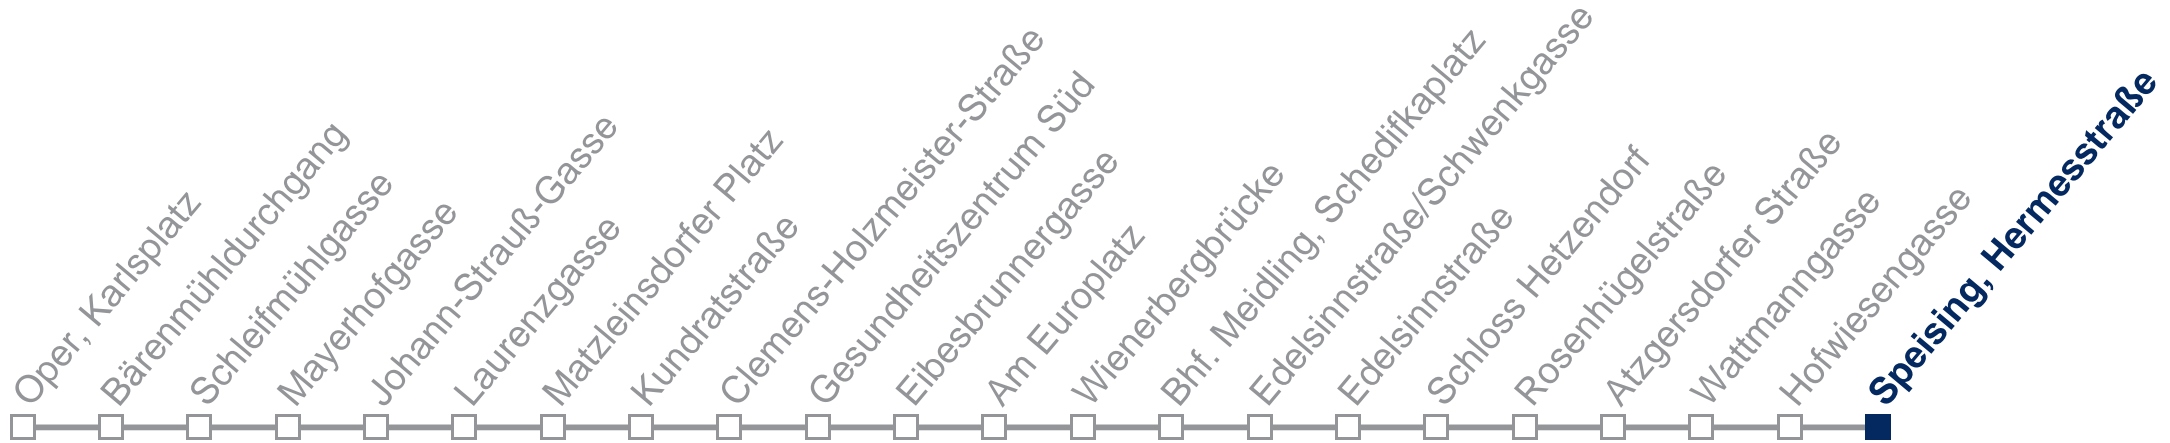 Oper, Karlsplatz
Bärenmühldurchgang
Schleifmühlgasse
Mayerhofgasse
Johann-Strauß-Gasse
Laurenzgasse
Matzleinsdorfer Platz
Kundratstraße
Clemens-Holzmeister-Straße
Gesundheitszentrum Süd
Eibesbrunnergasse
Am Europlatz
Wienerbergbrücke
Bhf. Meidling, Schedifkaplatz
Edelsinnstraße/Schwenkgasse
Edelsinnstraße
Schloss Hetzendorf
Rosenhügelstraße
Atzgersdorfer Straße
Wattmanngasse
Hofwiesengasse
Speising, Hermesstraße